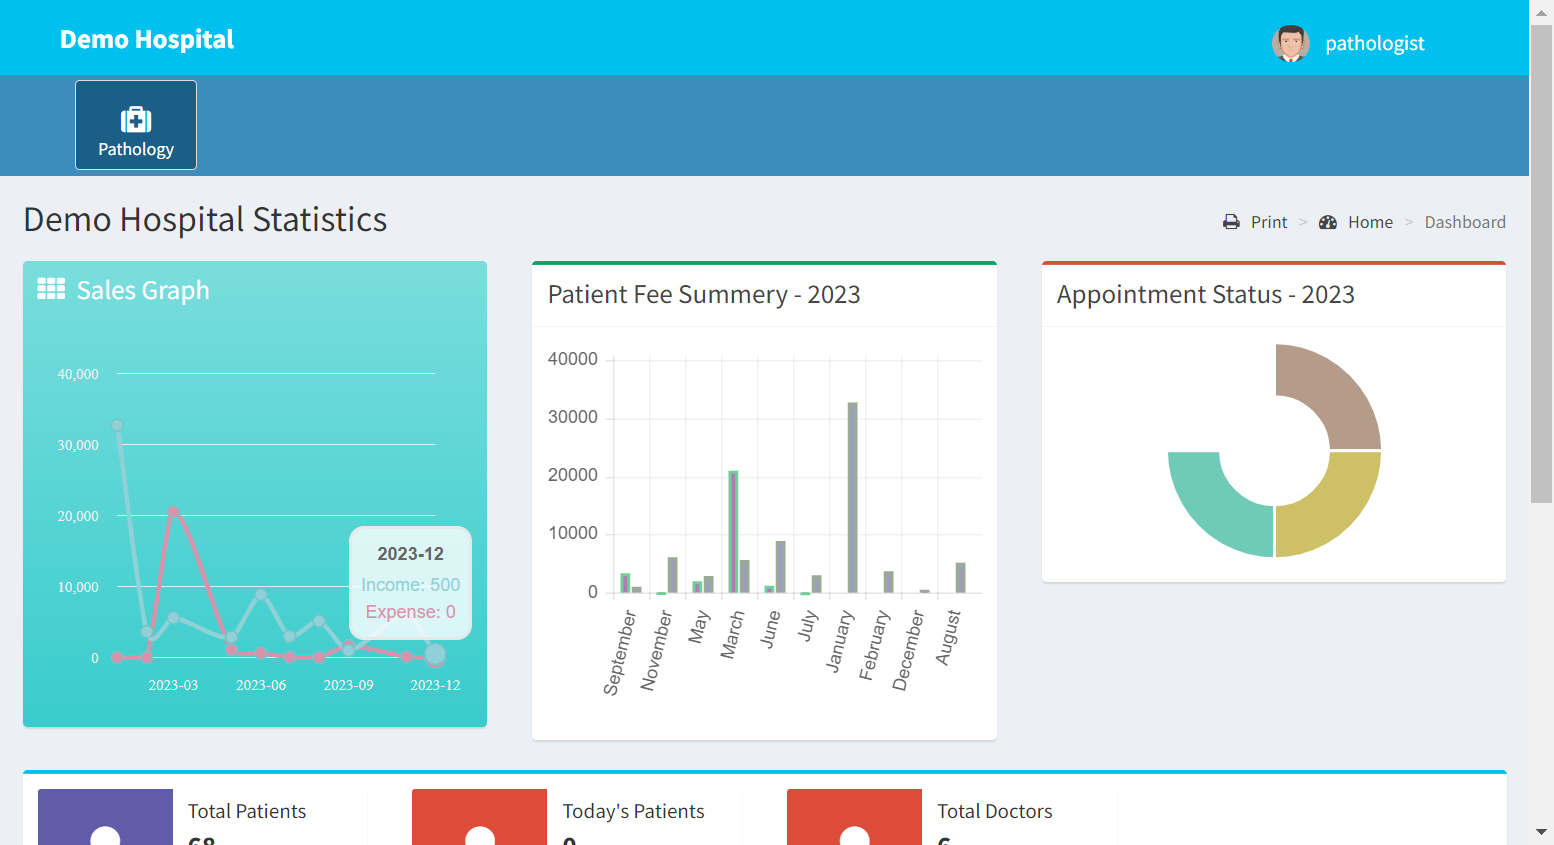 Demo Hospital
pathologist
Pathology
Demo Hospital Statistics
Print > Home > Dashboard
Sales Graph
40,000
30,000
20,000
10,000
0
2023-03 2023-06 2023-09 2023-12
2023-12
Income: 500
Expense: 0
Patient Fee Summery - 2023
40000
30000
20000
10000
0
September November May March June July January February December August
Appointment Status - 2023
Total Patients
68
Today's Patients
0
Total Doctors
6